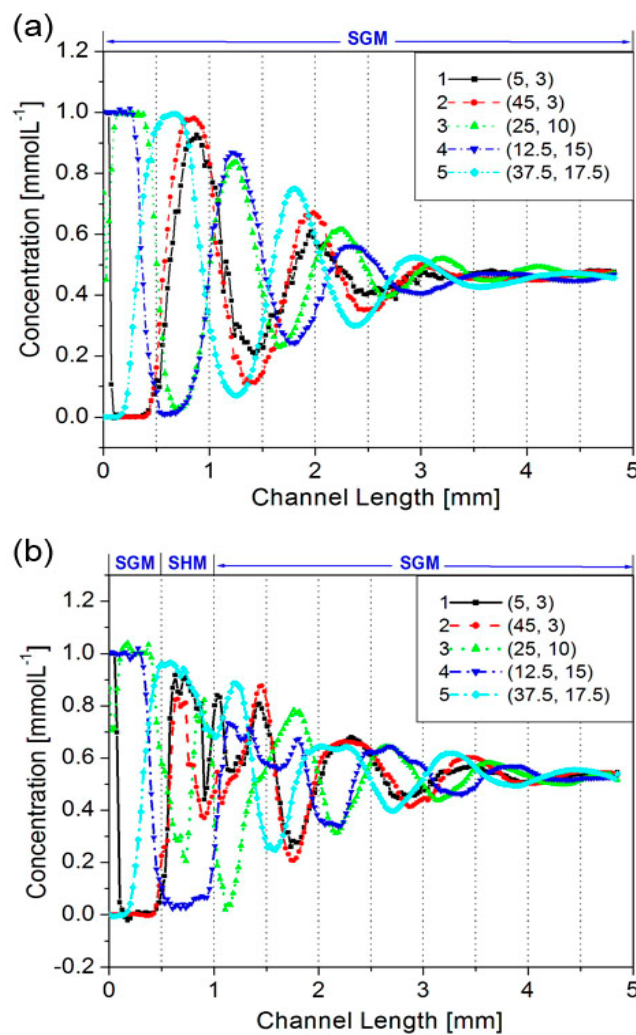 (a)
SGM
1.2
1.0
0.8
0.6
0.4
0.2
0.0
Concentration [mmolL⁻¹]
1 (5, 3)
2 (45, 3)
3 (25, 10)
4 (12.5, 15)
5 (37.5, 17.5)
0 1 2 3 4 5
Channel Length [mm]
(b)
SGM SHM SGM
1.2
1.0
0.8
0.6
0.4
0.2
0.0
-0.2
Concentration [mmolL⁻¹]
1 (5, 3)
2 (45, 3)
3 (25, 10)
4 (12.5, 15)
5 (37.5, 17.5)
0 1 2 3 4 5
Channel Length [mm]